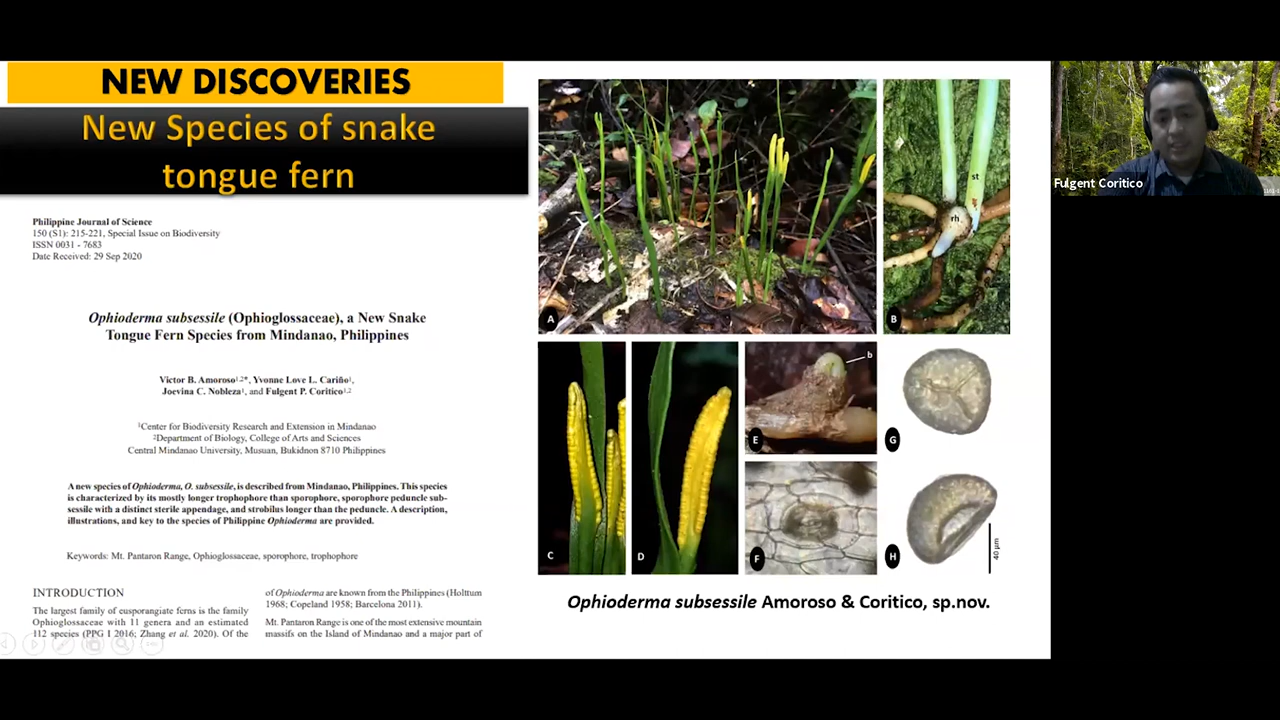 NEW DISCOVERIES
New Species of snake
tongue fern
Philippine Journal of Science
150 (S1): 215-221, Special Issue on Biodiversity
ISSN 0031 - 7683
Date Received: 29 Sep 2020
Ophioderma subsessile (Ophioglossaceae), a New Snake
Tongue Fern Species from Mindanao, Philippines
Victor B. Amoroso1,2*, Yvonne Love L. Cariño1,
Joevina C. Nobleza1, and Fulgent P. Coritico1,2
1Center for Biodiversity Research and Extension in Mindanao
2Department of Biology, College of Arts and Sciences
Central Mindanao University, Musuan, Bukidnon 8710 Philippines
A new species of Ophioderma, O. subsessile, is described from Mindanao, Philippines. This species
is characterized by its mostly longer trophophore than sporophore, sporophore peduncle sub-
sessile with a distinct sterile appendage, and strobilus longer than the peduncle. A description,
illustrations, and key to the species of Philippine Ophioderma are provided.
Keywords: Mt. Pantaron Range, Ophioglossaceae, sporophore, trophophore
INTRODUCTION
The largest family of eusporangiate ferns is the family
Ophioglossaceae with 11 genera and an estimated
112 species (PPG I 2016; Zhang et al. 2020). Of the
of Ophioderma are known from the Philippines (Holttum
1968; Copeland 1958; Barcelona 2011).
Mt. Pantaron Range is one of the most extensive mountain
massifs on the Island of Mindanao and a major part of
A
st
rh
B
C
D
b
E
F
G
H
40 µm
Ophioderma subsessile Amoroso & Coritico, sp.nov.
Fulgent Coritico